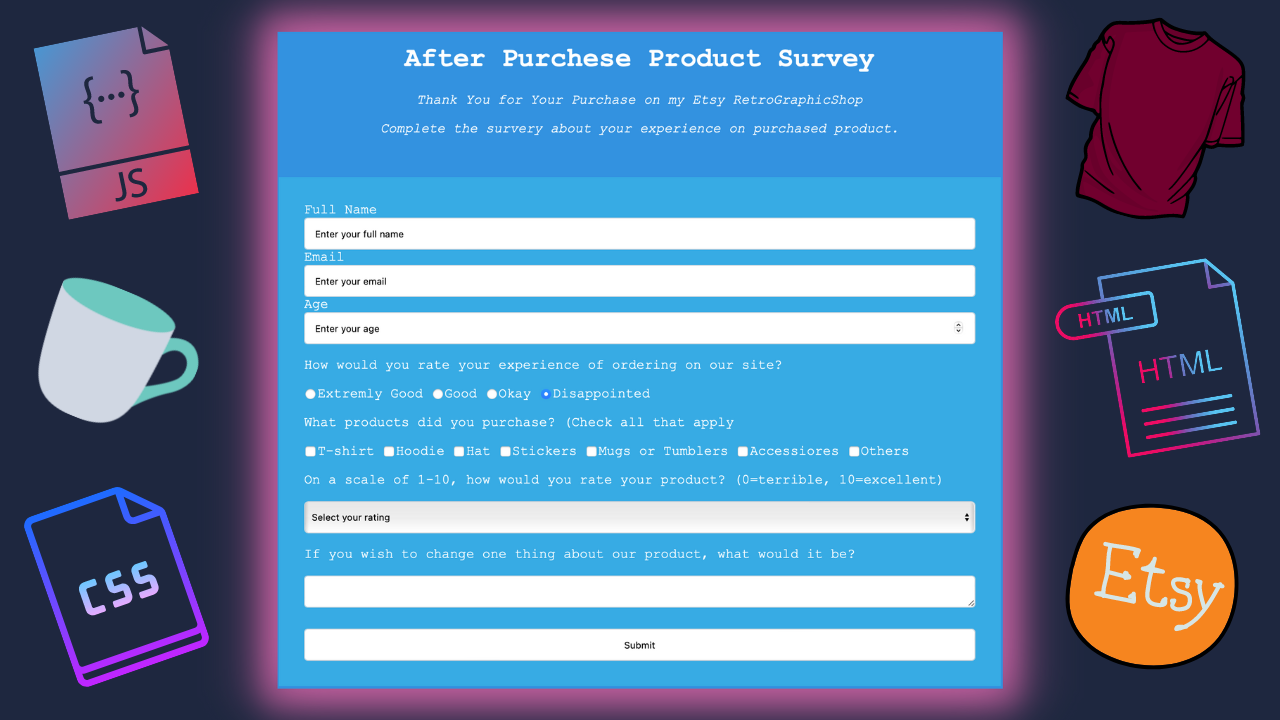 After Purchese Product Survey
Thank You for Your Purchase on my Etsy RetroGraphicShop
Complete the survery about your experience on purchased product.
{...}
JS
Full Name
Enter your full name
Email
Enter your email
Age
Enter your age
How would you rate your experience of ordering on our site?
Extremly Good Good Okay Disappointed
What products did you purchase? (Check all that apply
T-shirt Hoodie Hat Stickers Mugs or Tumblers Accessiores Others
On a scale of 1-10, how would you rate your product? (0=terrible, 10=excellent)
Select your rating
If you wish to change one thing about our product, what would it be?
Submit
HTML
HTML
CSS
Etsy